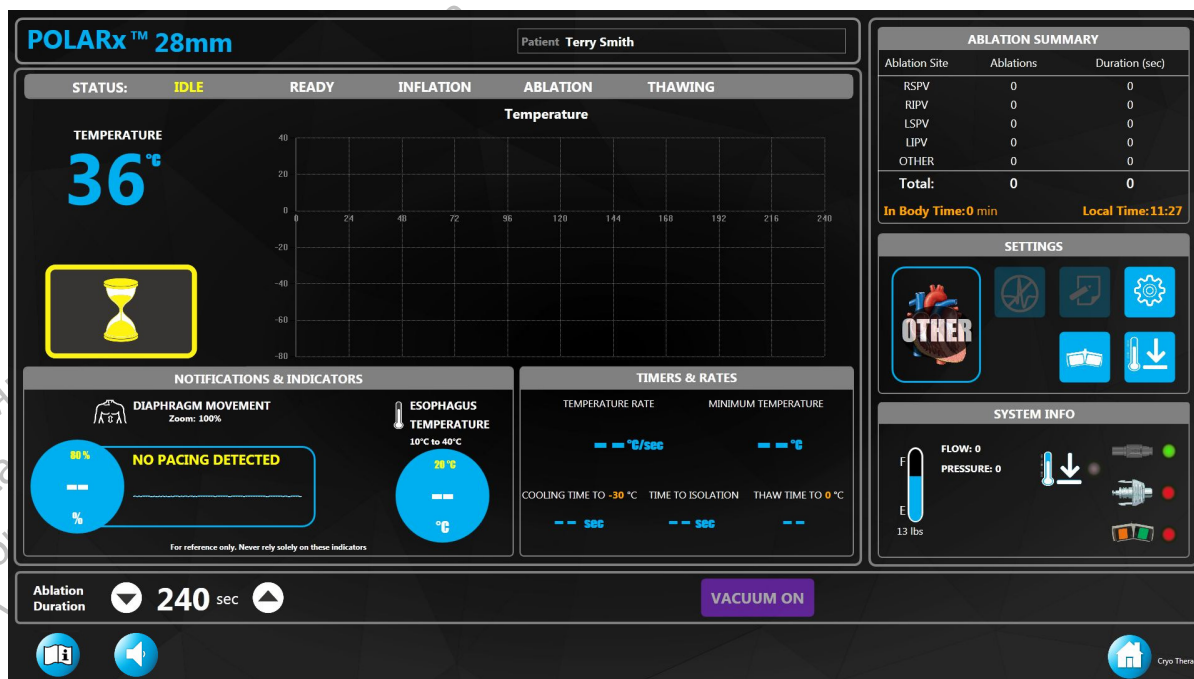 POLARx™ 28mm
Patient Terry Smith
STATUS: IDLE READY INFLATION ABLATION THAWING
TEMPERATURE
36 °C
Temperature
40
20
0
-20
-40
-60
-80
0 24 48 72 96 120 144 168 192 216 240
NOTIFICATIONS & INDICATORS
DIAPHRAGM MOVEMENT
Zoom: 100%
80 %
--
%
NO PACING DETECTED
ESOPHAGUS
TEMPERATURE
10°C to 40°C
20 °C
--
°C
For reference only. Never rely solely on these indicators
TIMERS & RATES
TEMPERATURE RATE MINIMUM TEMPERATURE
-- °C/sec -- °C
COOLING TIME TO -30 °C TIME TO ISOLATION THAW TIME TO 0 °C
-- sec -- sec --
ABLATION SUMMARY
Ablation Site Ablations Duration (sec)
RSPV 0 0
RIPV 0 0
LSPV 0 0
LIPV 0 0
OTHER 0 0
Total: 0 0
In Body Time: 0 min Local Time: 11:27
SETTINGS
OTHER
SYSTEM INFO
F
E
13 lbs
FLOW: 0
PRESSURE: 0
Ablation
Duration
240 sec
VACUUM ON
Cryo Thera